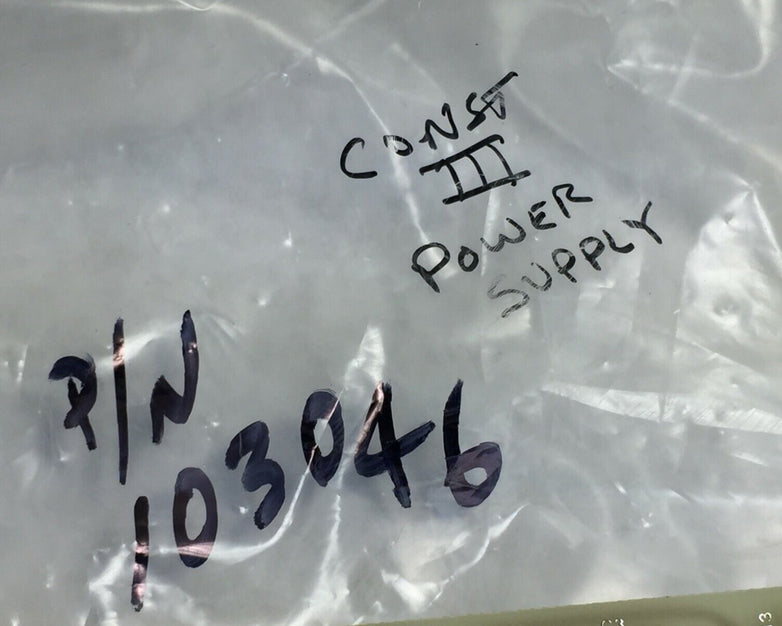 CONST
III
POWER
SUPPLY
P/N
103046